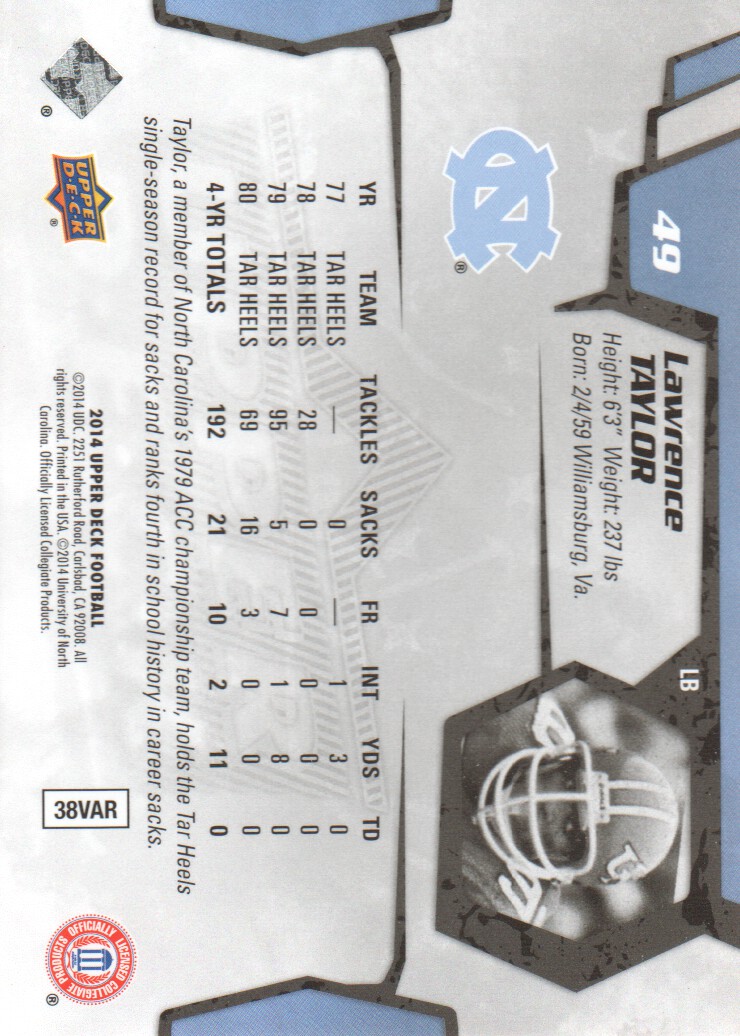 49
Lawrence
TAYLOR
LB
Height: 6'3" Weight: 237 lbs
Born: 2/4/59 Williamsburg, Va.
NC
®
YR TEAM TACKLES SACKS FR INT YDS TD
77 TAR HEELS — 0 — 1 3 0
78 TAR HEELS 28 0 0 0 0 0
79 TAR HEELS 95 5 7 1 8 0
80 TAR HEELS 69 16 3 0 0 0
4-YR TOTALS 192 21 10 2 11 0
Taylor, a member of North Carolina's 1979 ACC championship team, holds the Tar Heels
single-season record for sacks and ranks fourth in school history in career sacks.
®
UPPER
D·E·C·K
®
2014 UPPER DECK FOOTBALL
©2014 UDC. 2251 Rutherford Road, Carlsbad, CA 92008. All
rights reserved. Printed in the USA. ©2014 University of North
Carolina. Officially Licensed Collegiate Products.
38VAR
OFFICIALLY LICENSED COLLEGIATE PRODUCTS
®